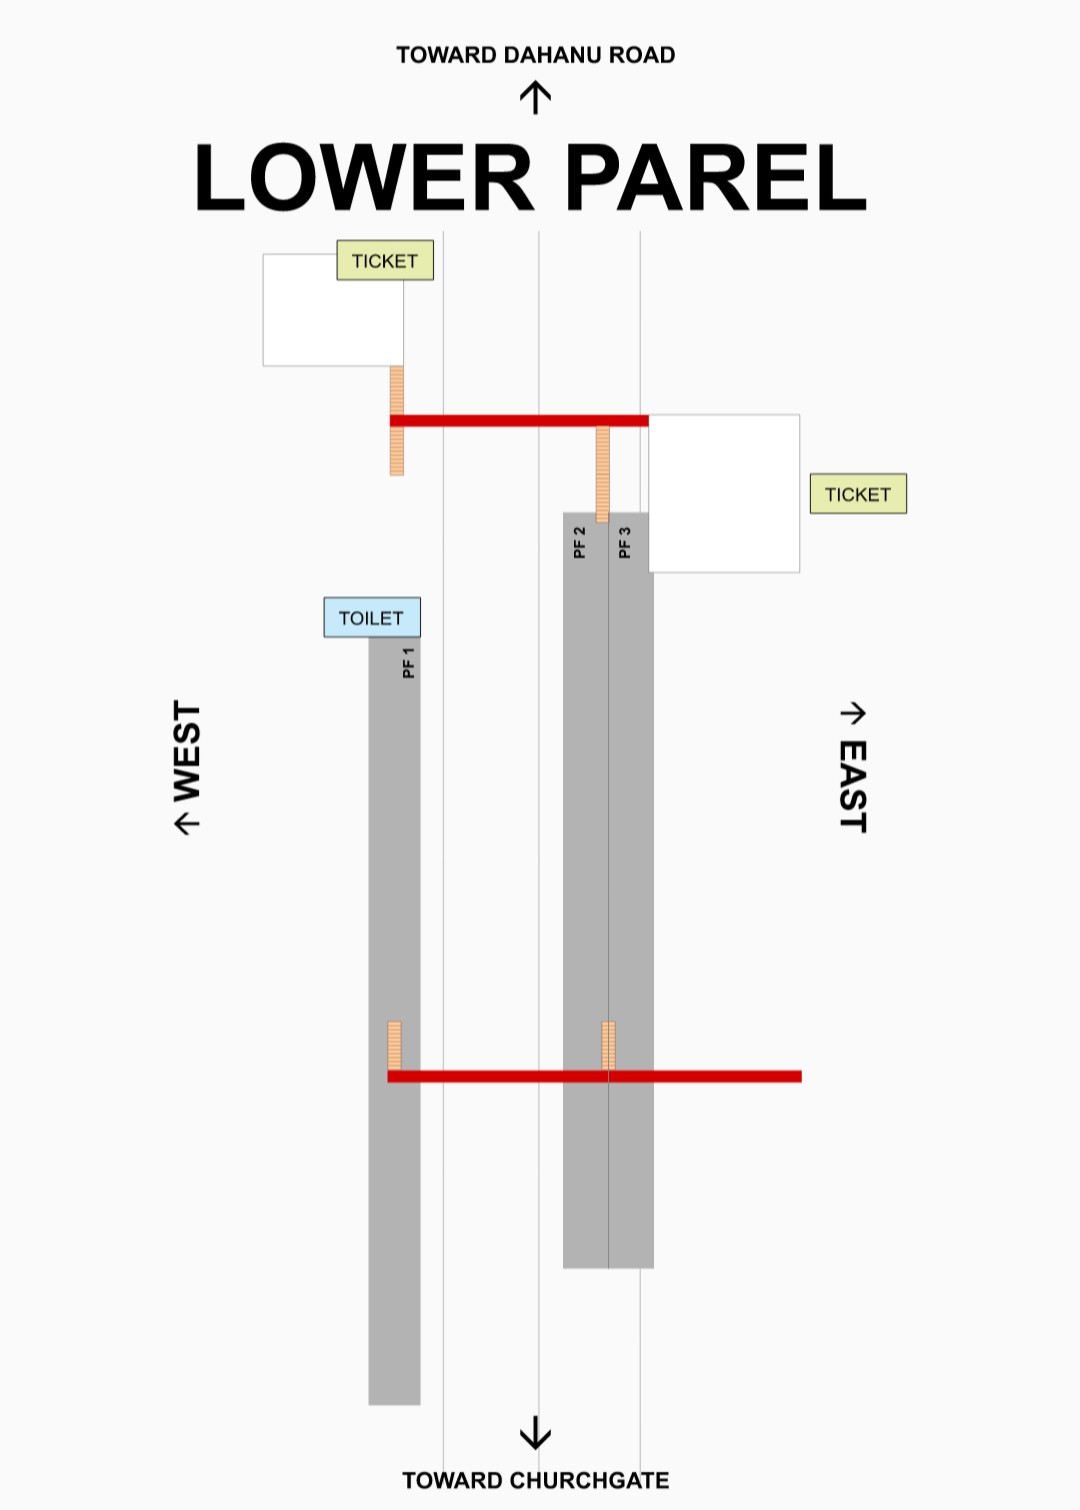 TOWARD DAHANU ROAD
↑
LOWER PAREL
TICKET
TICKET
PF 2
PF 3
TOILET
PF 1
← WEST
→ EAST
↓
TOWARD CHURCHGATE